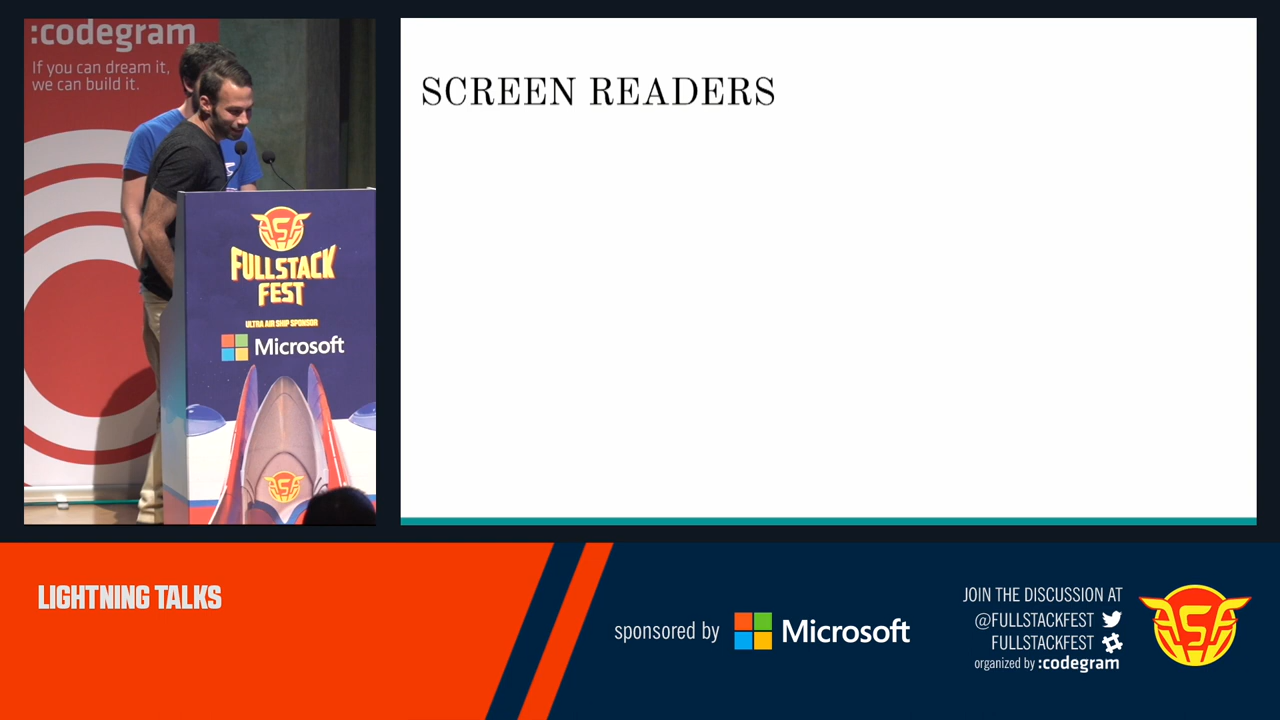 :codegram
If you can dream it,
we can build it.
FULLSTACK
FEST
ULTRA AIR SHIP SPONSOR
Microsoft
SCREEN READERS
LIGHTNING TALKS
sponsored by Microsoft
JOIN THE DISCUSSION AT
@FULLSTACKFEST
FULLSTACKFEST
organized by :codegram